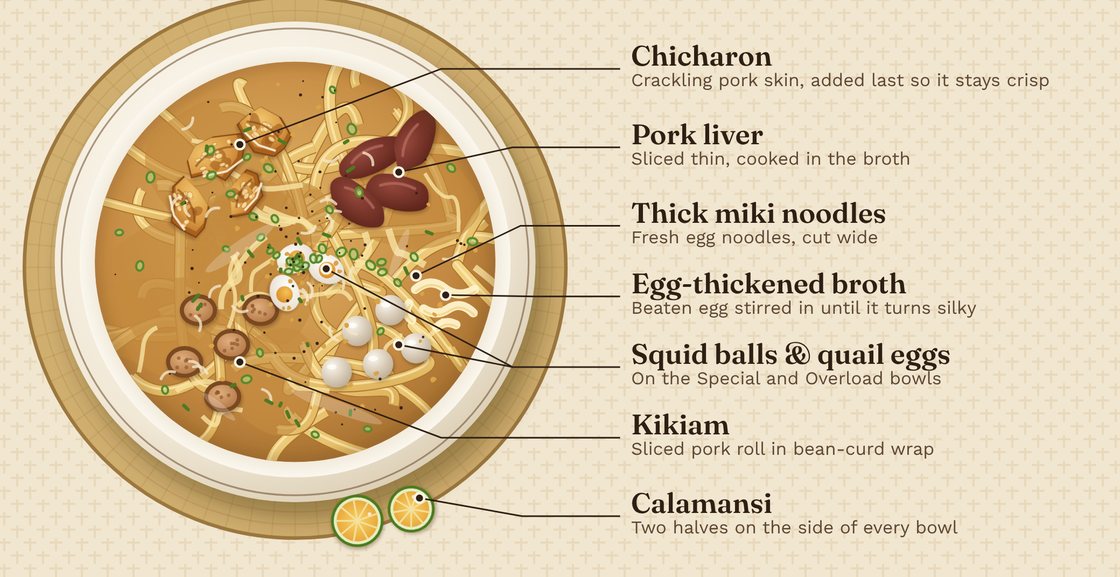 Chicharon
Crackling pork skin, added last so it stays crisp
Pork liver
Sliced thin, cooked in the broth
Thick miki noodles
Fresh egg noodles, cut wide
Egg-thickened broth
Beaten egg stirred in until it turns silky
Squid balls & quail eggs
On the Special and Overload bowls
Kikiam
Sliced pork roll in bean-curd wrap
Calamansi
Two halves on the side of every bowl